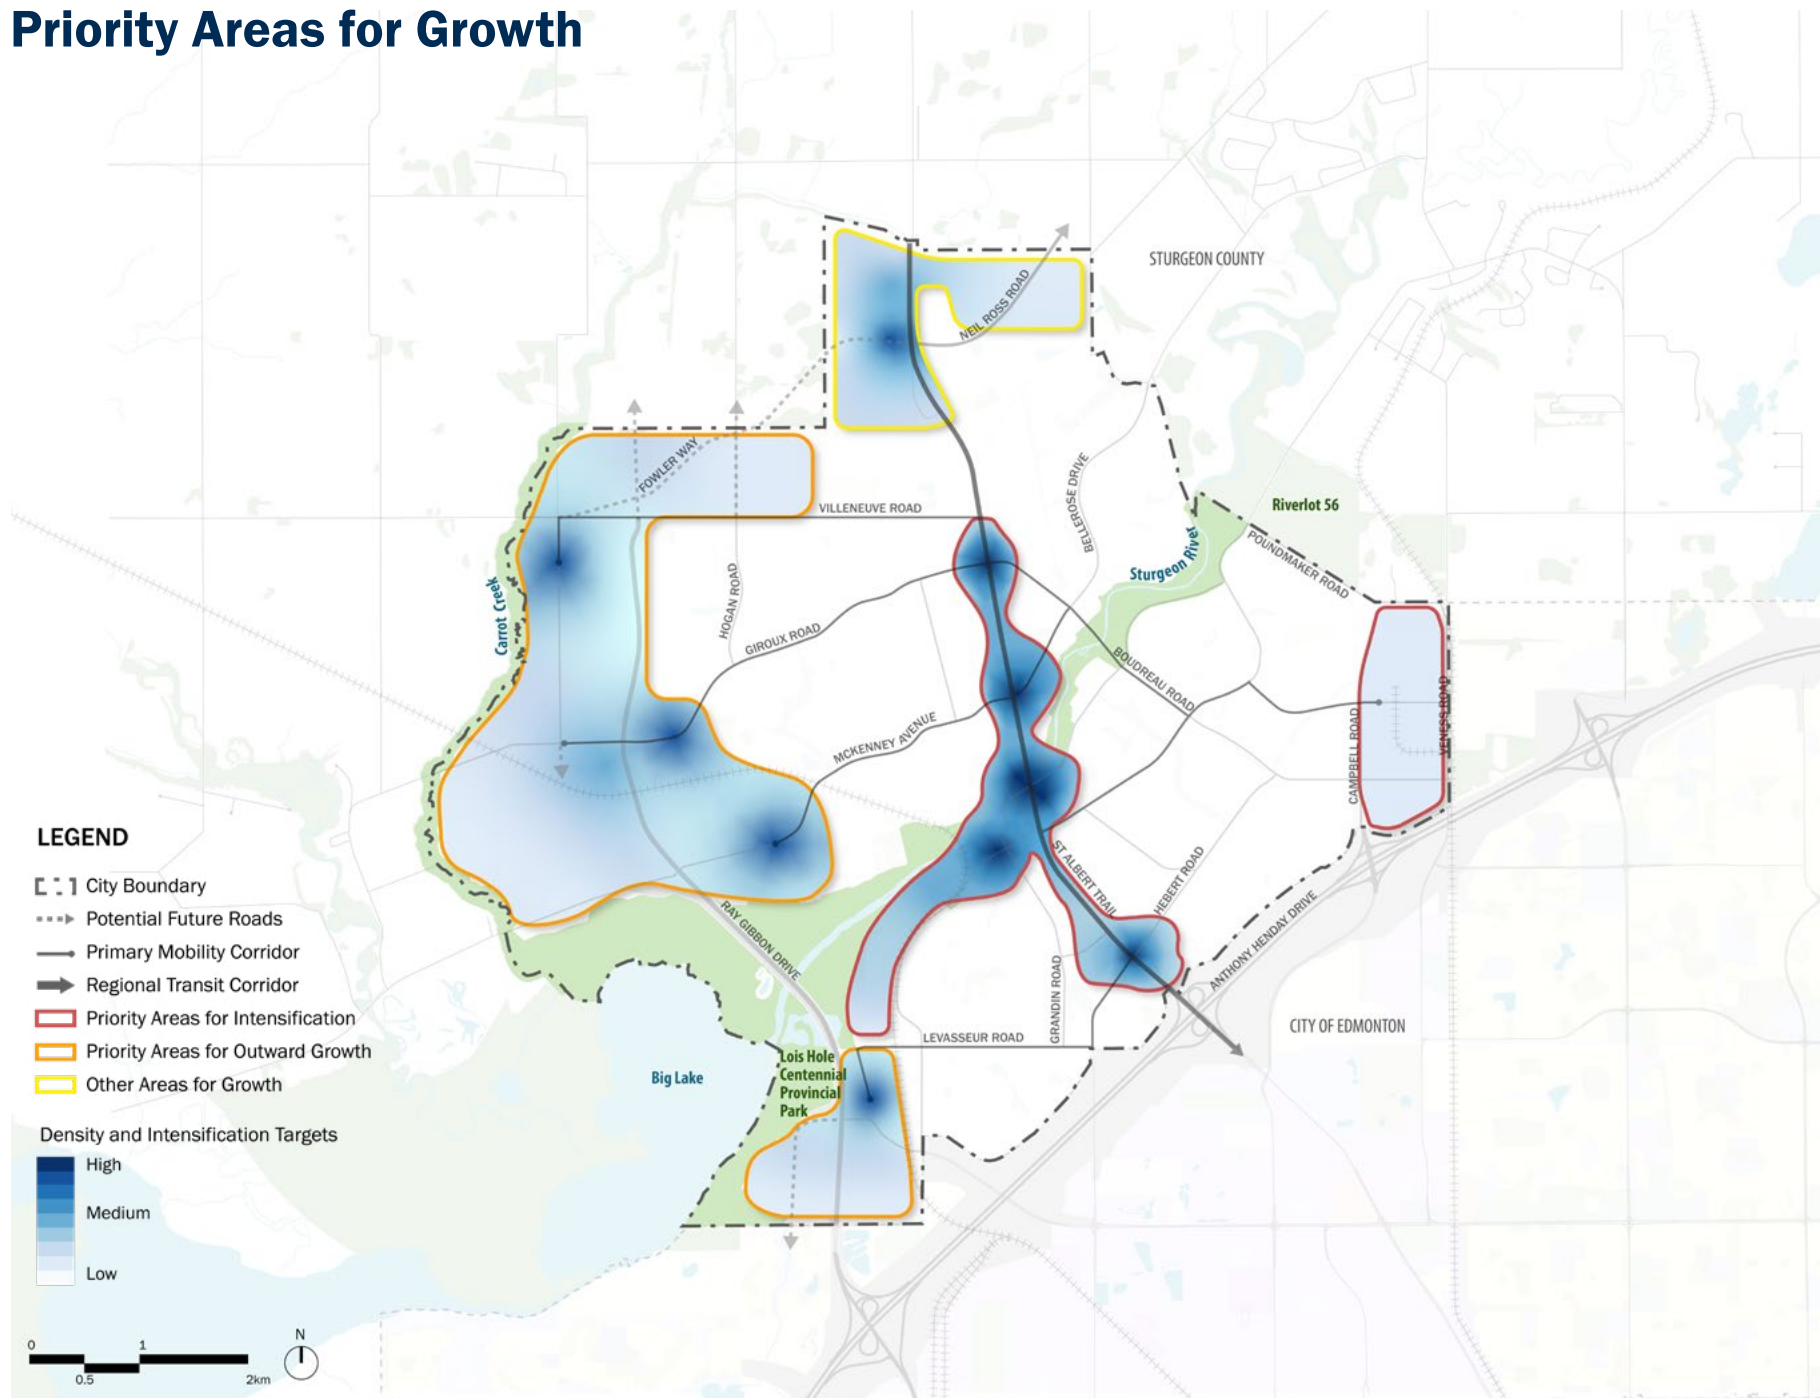 Priority Areas for Growth
STURGEON COUNTY
NEIL ROSS ROAD
FOWLER WAY
VILLENEUVE ROAD
BELLEROSE DRIVE
Riverlot 56
Sturgeon River
POUNDMAKER ROAD
Carrot Creek
HOGAN ROAD
GIROUX ROAD
BOUDREAU ROAD
MCKENNEY AVENUE
CAMPBELL ROAD
VENESS ROAD
ST ALBERT TRAIL
HEBERT ROAD
RAY GIBBON DRIVE
ANTHONY HENDAY DRIVE
GRANDIN ROAD
CITY OF EDMONTON
LEVASSEUR ROAD
Big Lake
Lois Hole
Centennial
Provincial
Park
LEGEND
City Boundary
Potential Future Roads
Primary Mobility Corridor
Regional Transit Corridor
Priority Areas for Intensification
Priority Areas for Outward Growth
Other Areas for Growth
Density and Intensification Targets
High
Medium
Low
0
1
0.5
2km
N